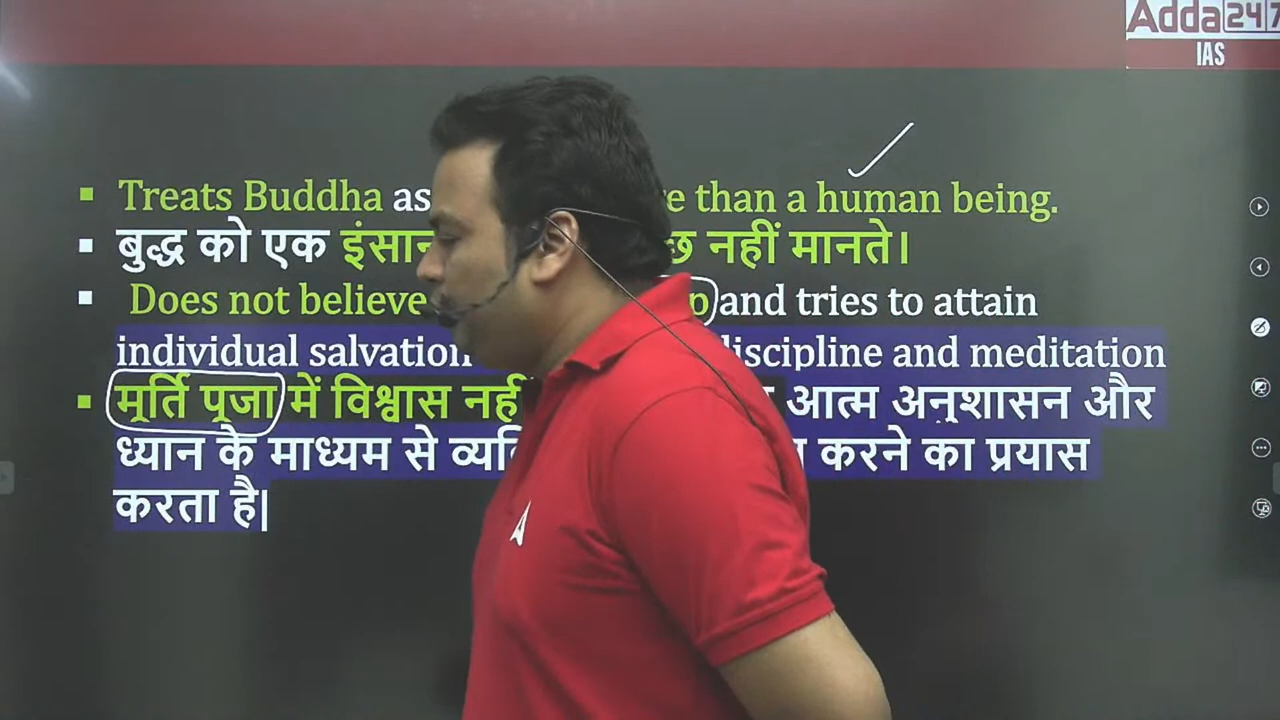 Adda247
IAS
Treats Buddha as than a human being.
बुद्ध को एक नहीं मानते।
Does not believe and tries to attain
individual salvation discipline and meditation
मूर्ति पूजा में विश्वास आत्म अनुशासन और
ध्यान के माध्यम से करने का प्रयास
करता है|